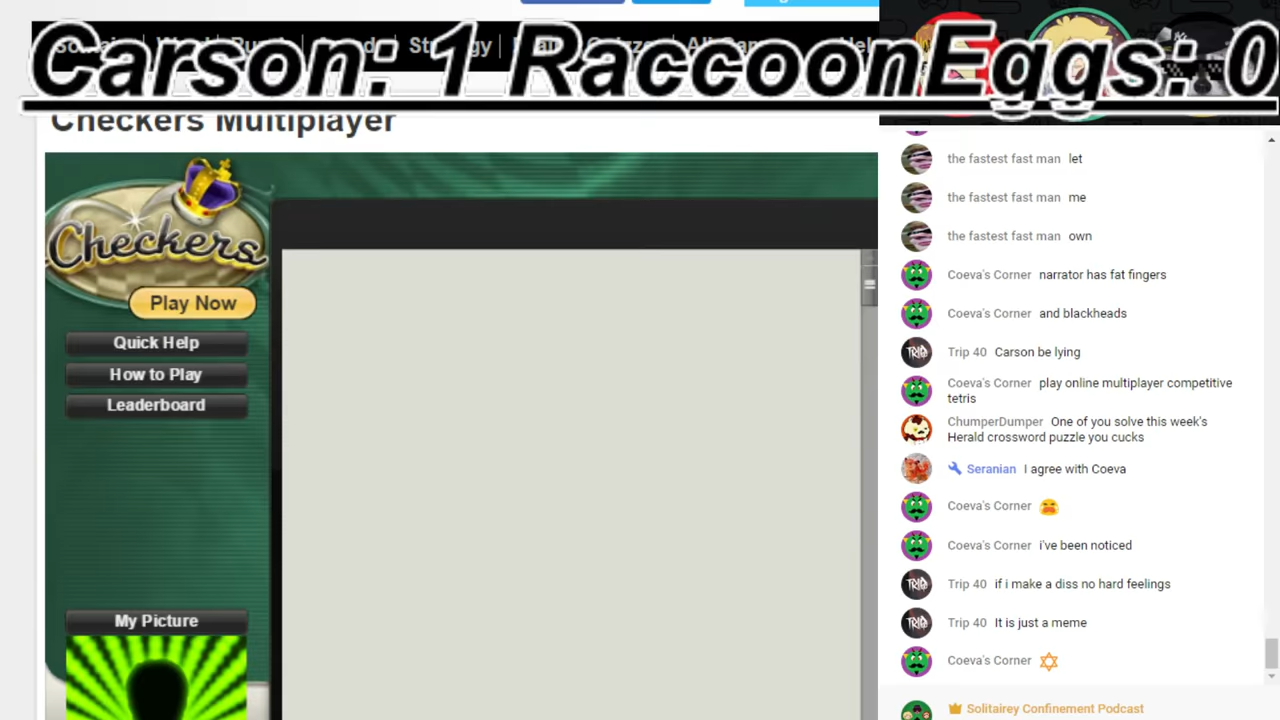 Carson: 1 RaccoonEggs: 0
Checkers Multiplayer
Checkers
Play Now
Quick Help
How to Play
Leaderboard
My Picture
the fastest fast man let
the fastest fast man me
the fastest fast man own
Coeva's Corner narrator has fat fingers
Coeva's Corner and blackheads
Trip 40 Carson be lying
Coeva's Corner play online multiplayer competitive
tetris
ChumperDumper One of you solve this week's
Herald crossword puzzle you cucks
Seranian I agree with Coeva
Coeva's Corner
Coeva's Corner i've been noticed
Trip 40 if i make a diss no hard feelings
Trip 40 It is just a meme
Coeva's Corner
Solitairey Confinement Podcast